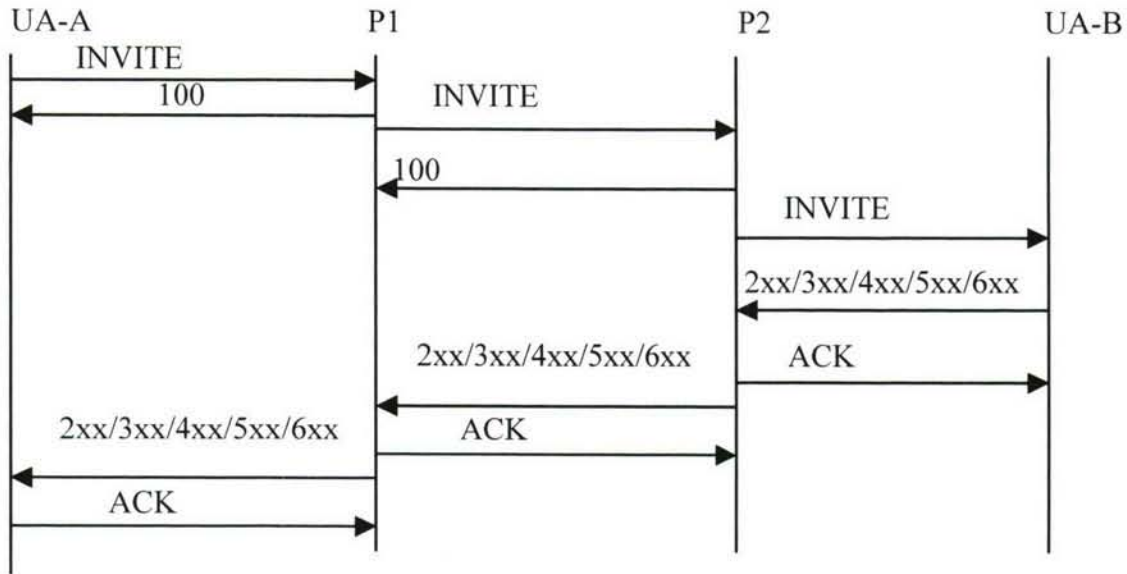 UA-A P1 P2 UA-B
INVITE
100
INVITE
100
INVITE
2xx/3xx/4xx/5xx/6xx
2xx/3xx/4xx/5xx/6xx
ACK
2xx/3xx/4xx/5xx/6xx
ACK
ACK